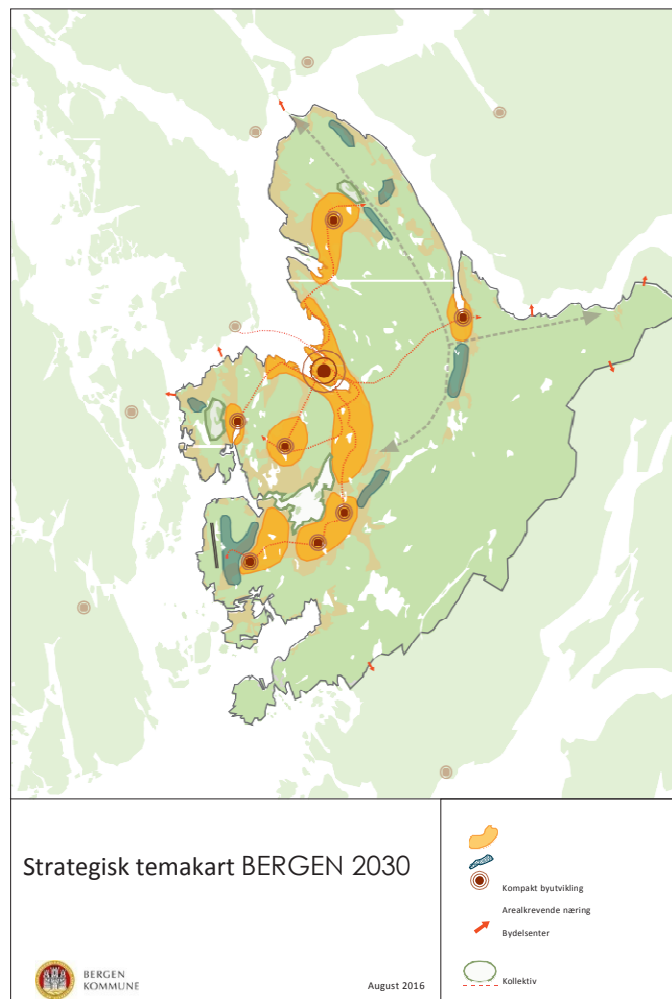 Strategisk temakart BERGEN 2030
BERGEN
KOMMUNE
August 2016
Kompakt byutvikling
Arealkrevende næring
Bydelsenter
Kollektiv